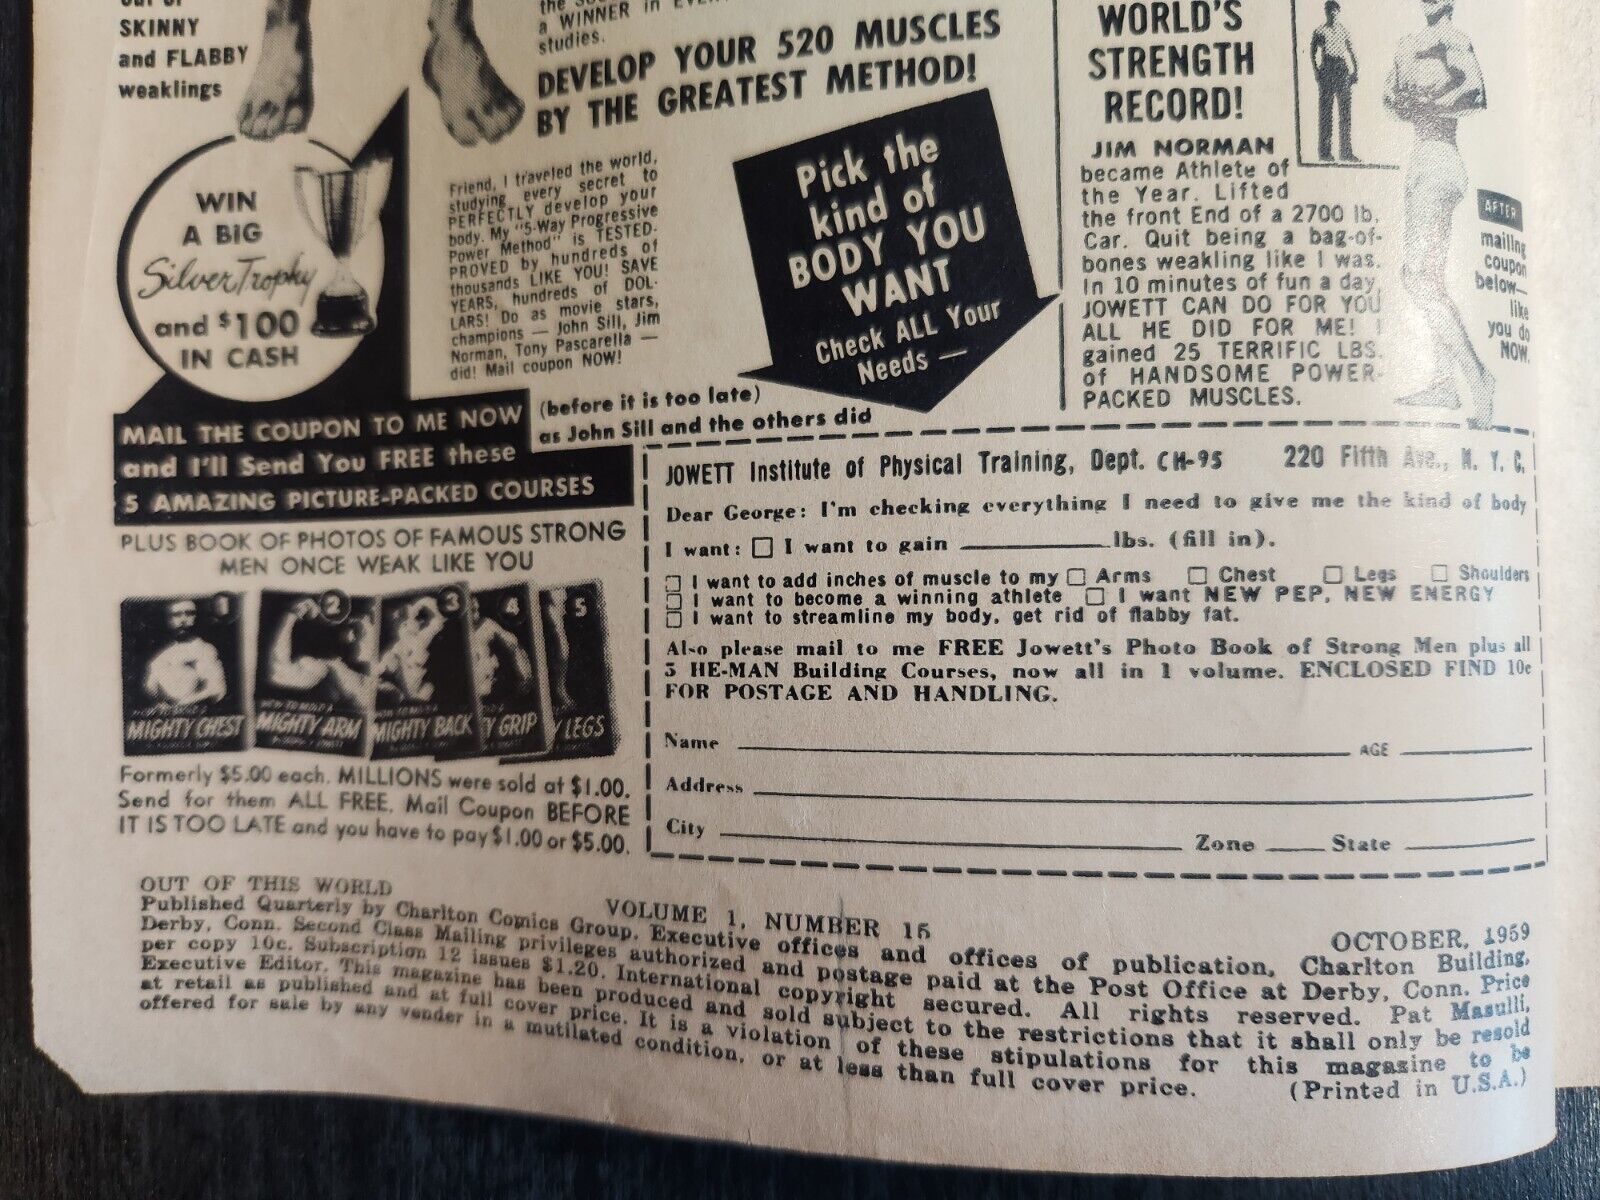 SKINNY
and FLABBY
weaklings
a WINNER in
studies.
DEVELOP YOUR 520 MUSCLES
BY THE GREATEST METHOD!
Friend, I traveled the world,
studying every secret to
PERFECTLY develop your
body. My "5-Way Progressive
Power Method" is TESTED-
PROVED by hundreds of
thousands LIKE YOU! SAVE
YEARS, hundreds of DOL-
LARS! Do as movie stars,
champions — John Sill, Jim
Norman, Tony Pascarella —
did! Mail coupon NOW!
Pick the
kind of
BODY YOU
WANT
Check ALL Your
Needs —
WORLD'S
STRENGTH
RECORD!
JIM NORMAN
became Athlete of
the Year. Lifted
the front End of a 2700 lb.
Car. Quit being a bag-of-
bones weakling like I was.
In 10 minutes of fun a day,
JOWETT CAN DO FOR YOU
ALL HE DID FOR ME! I
gained 25 TERRIFIC LBS.
of HANDSOME POWER-
PACKED MUSCLES.
AFTER
mailing
coupon
below—
like
you do
NOW.
WIN
A BIG
Silver Trophy
and $100
IN CASH
MAIL THE COUPON TO ME NOW
and I'll Send You FREE these
5 AMAZING PICTURE-PACKED COURSES
(before it is too late)
as John Sill and the others did
PLUS BOOK OF PHOTOS OF FAMOUS STRONG
MEN ONCE WEAK LIKE YOU
1 2 3 4 5
MIGHTY CHEST
MIGHTY ARM
MIGHTY BACK
Y GRIP
Y LEGS
Formerly $5.00 each. MILLIONS were sold at $1.00.
Send for them ALL FREE. Mail Coupon BEFORE
IT IS TOO LATE and you have to pay $1.00 or $5.00.
JOWETT Institute of Physical Training, Dept. CH-95 220 Fifth Ave., N. Y. C.
Dear George: I'm checking everything I need to give me the kind of body
I want: I want to gain lbs. (fill in).
I want to add inches of muscle to my Arms Chest Legs Shoulders
I want to become a winning athlete I want NEW PEP, NEW ENERGY
I want to streamline my body, get rid of flabby fat.
Also please mail to me FREE Jowett's Photo Book of Strong Men plus all
5 HE-MAN Building Courses, now all in 1 volume. ENCLOSED FIND 10c
FOR POSTAGE AND HANDLING.
Name AGE
Address
City Zone State
OUT OF THIS WORLD VOLUME 1, NUMBER 15 OCTOBER, 1959
Published Quarterly by Charlton Comics Group. Executive offices and offices of publication, Charlton Building,
Derby, Conn. Second Class Mailing privileges authorized and postage paid at the Post Office at Derby, Conn. Price
per copy 10c. Subscription 12 issues $1.20. International copyright secured. All rights reserved. Pat Masulli,
Executive Editor. This magazine has been produced and sold subject to the restrictions that it shall only be resold
at retail as published and at full cover price. It is a violation of these stipulations for this magazine to be
offered for sale by any vender in a mutilated condition, or at less than full cover price. (Printed in U.S.A.)